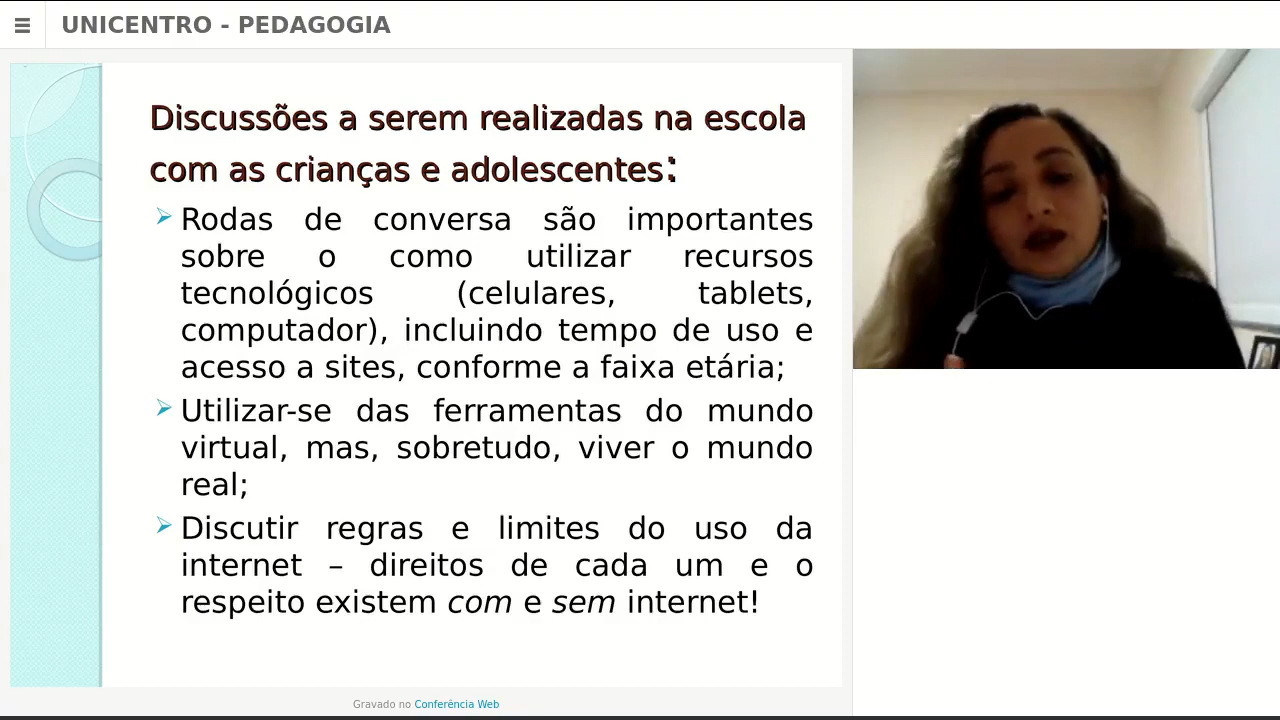 UNICENTRO - PEDAGOGIA
Discussões a serem realizadas na escola
com as crianças e adolescentes:
Rodas de conversa são importantes
sobre o como utilizar recursos
tecnológicos (celulares, tablets,
computador), incluindo tempo de uso e
acesso a sites, conforme a faixa etária;
Utilizar-se das ferramentas do mundo
virtual, mas, sobretudo, viver o mundo
real;
Discutir regras e limites do uso da
internet – direitos de cada um e o
respeito existem com e sem internet!
Gravado no Conferência Web